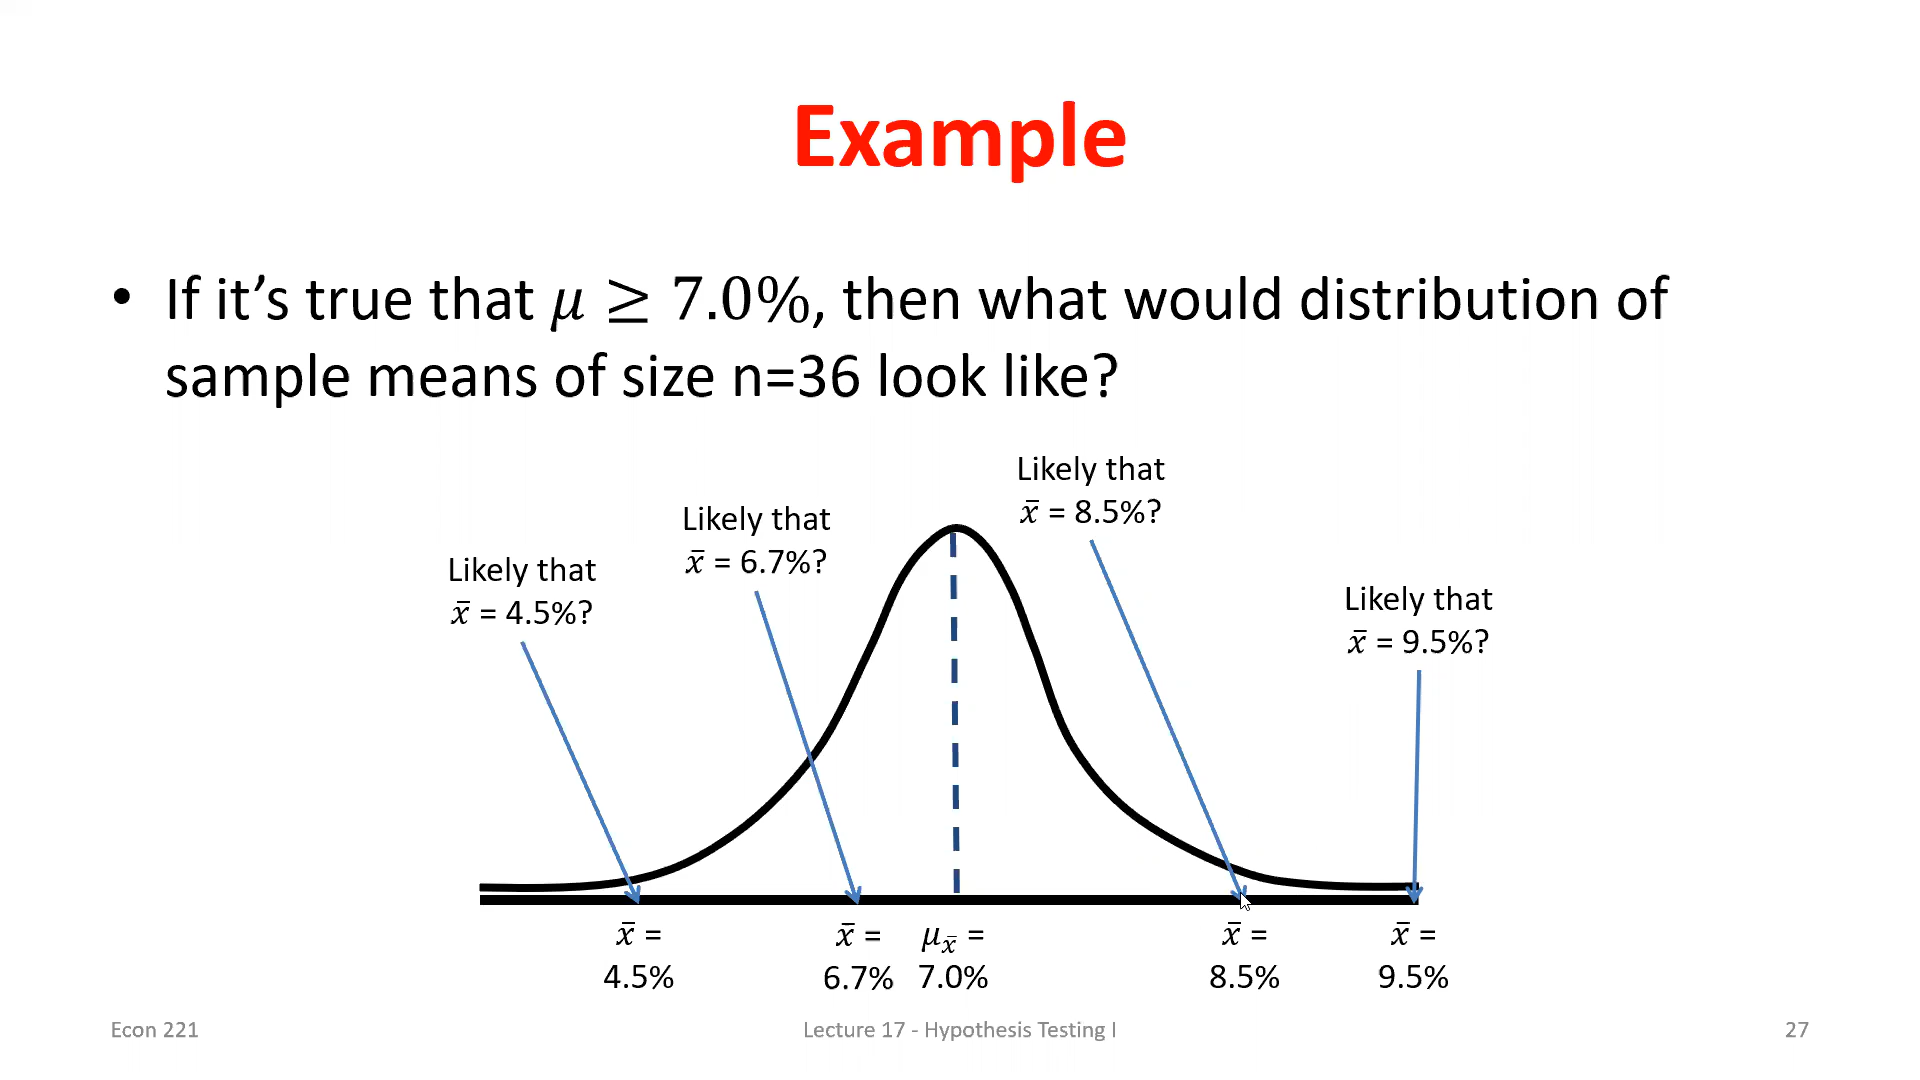 Example
• If it’s true that μ ≥ 7.0%, then what would distribution of
sample means of size n=36 look like?
Likely that
x̄ = 4.5%?
Likely that
x̄ = 6.7%?
Likely that
x̄ = 8.5%?
Likely that
x̄ = 9.5%?
x̄ =
4.5%
x̄ =
6.7%
μx̄ =
7.0%
x̄ =
8.5%
x̄ =
9.5%
Econ 221
Lecture 17 - Hypothesis Testing I
27